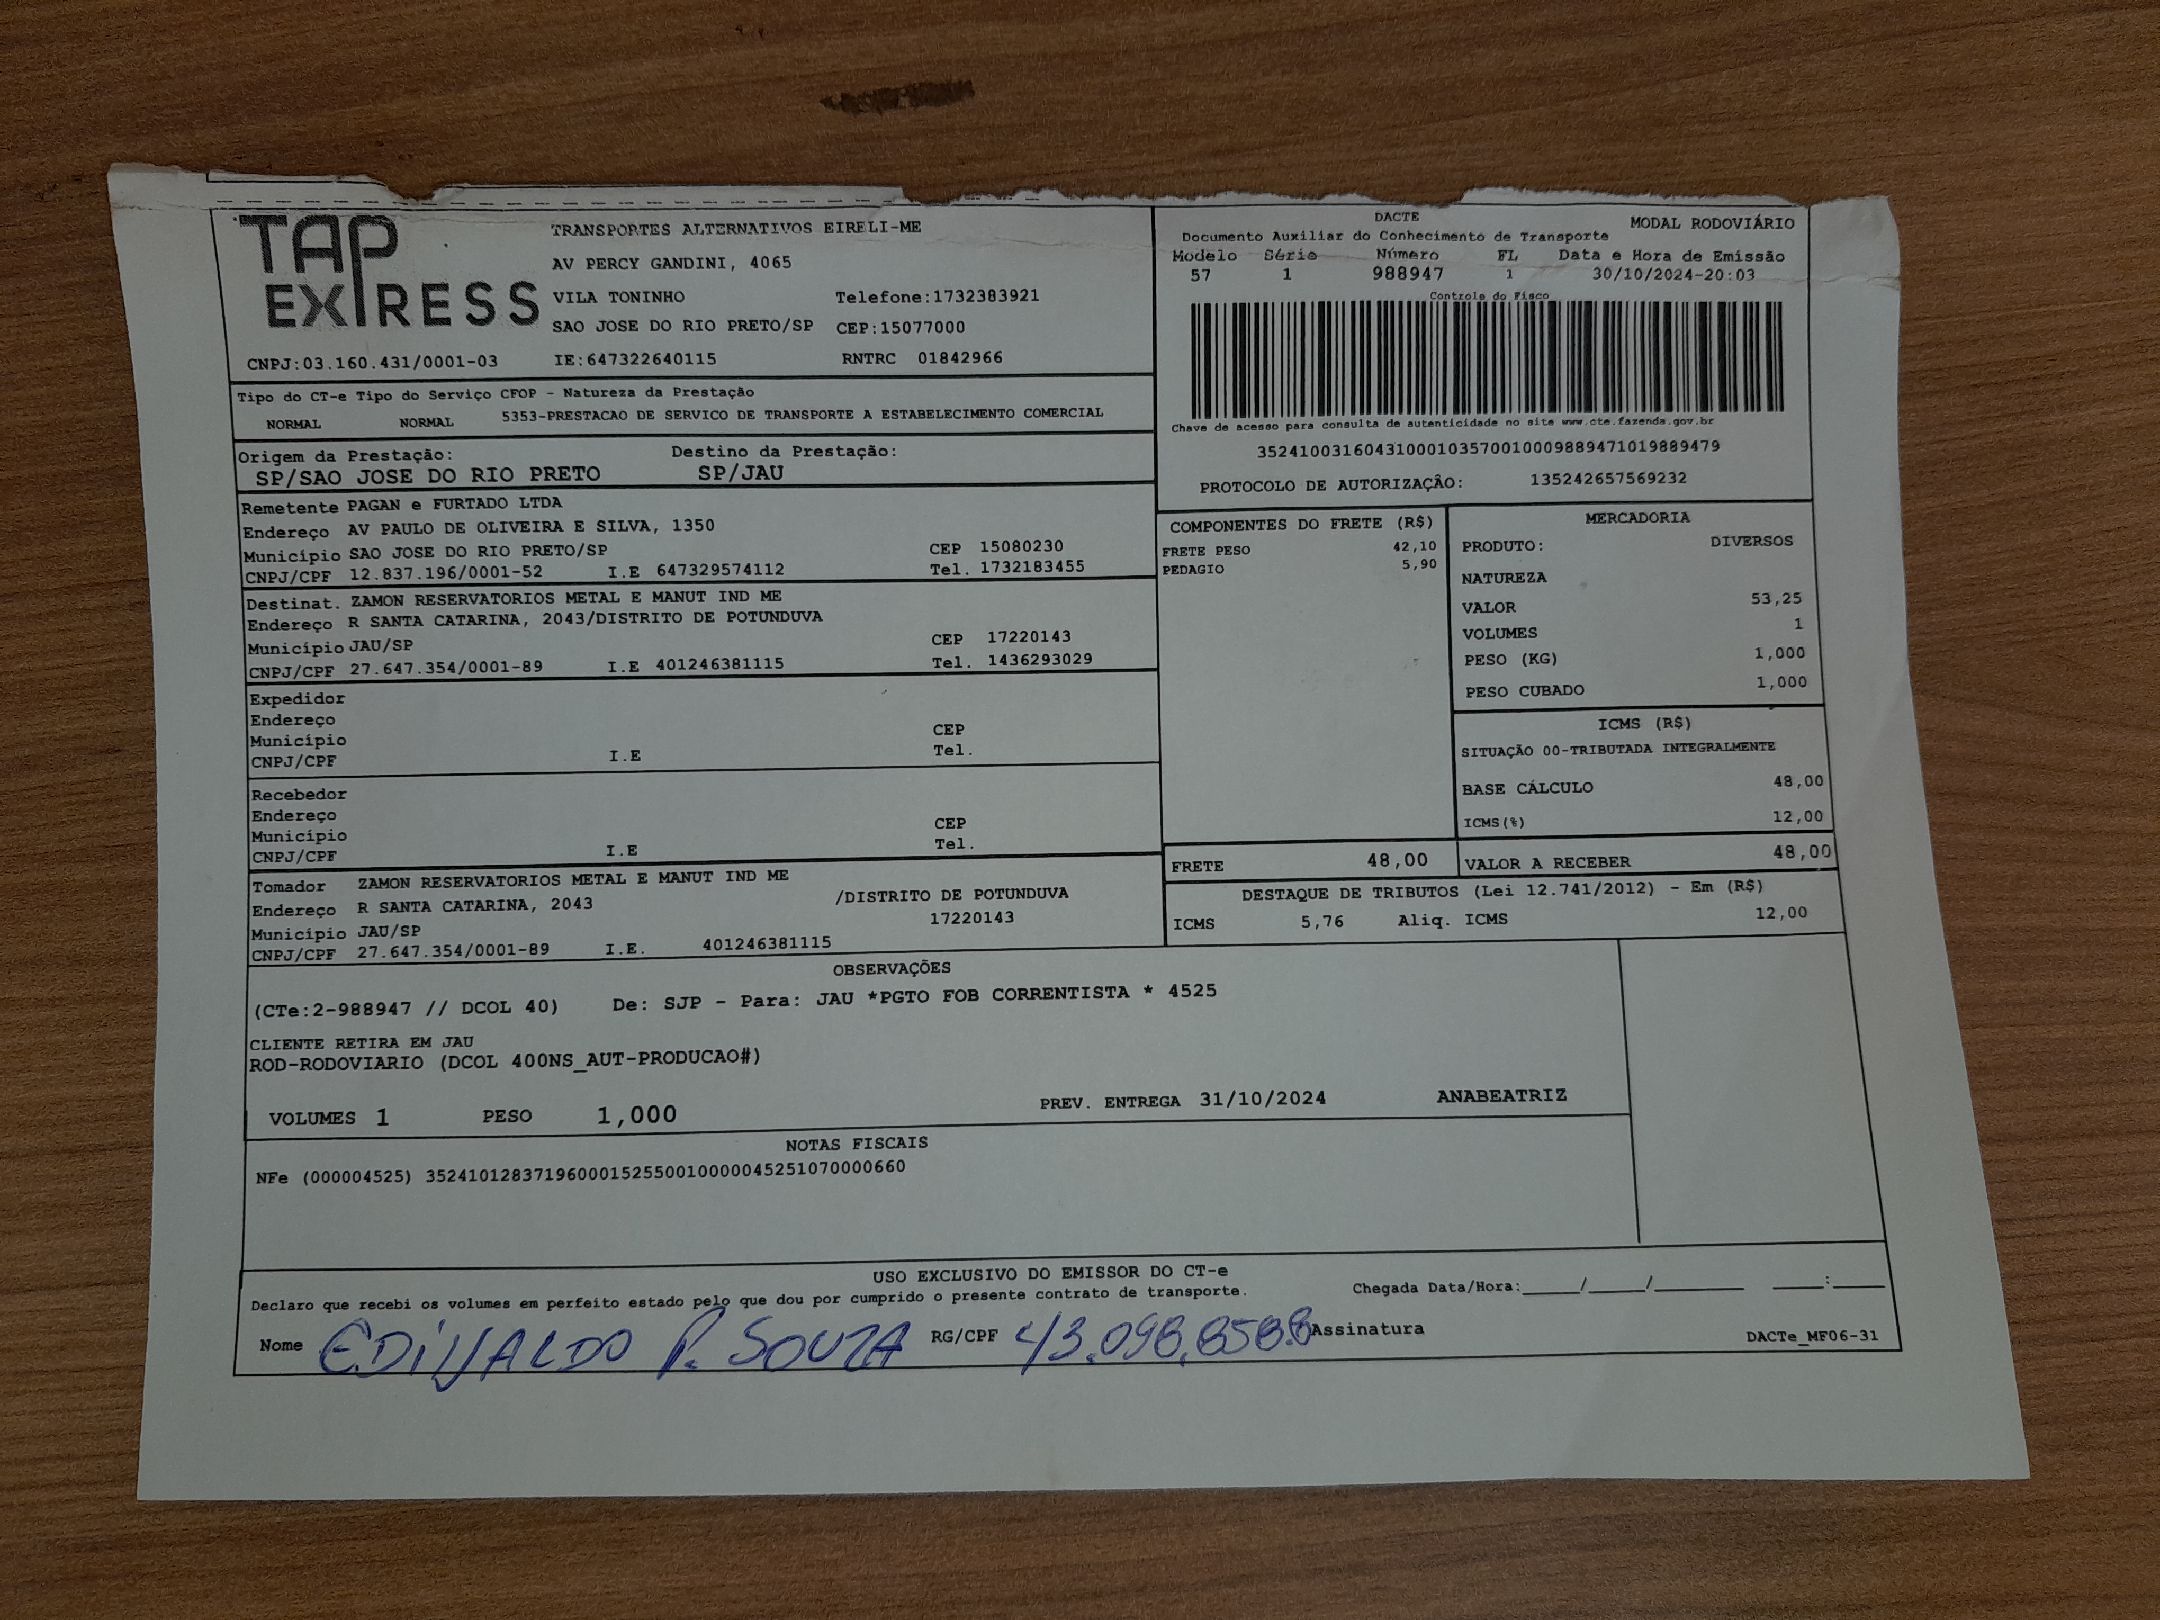 TAP EXPRESS
TRANSPORTES ALTERNATIVOS EIRELI-ME
AV PERCY GANDINI, 4065
VILA TONINHO Telefone:1732383921
SAO JOSE DO RIO PRETO/SP CEP:15077000
CNPJ:03.160.431/0001-03 IE:647322640115 RNTRC 01842966
DACTE MODAL RODOVIÁRIO
Documento Auxiliar do Conhecimento de Transporte
Modelo Série Número FL Data e Hora de Emissão
57 1 988947 1 30/10/2024-20:03
Controle do Fisco
Chave de acesso para consulta de autenticidade no site www.cte.fazenda.gov.br
35241003160431000103570010009889471019889479
PROTOCOLO DE AUTORIZAÇÃO: 135242657569232
Tipo do CT-e Tipo do Serviço CFOP - Natureza da Prestação
NORMAL NORMAL 5353-PRESTACAO DE SERVICO DE TRANSPORTE A ESTABELECIMENTO COMERCIAL
Origem da Prestação: Destino da Prestação:
SP/SAO JOSE DO RIO PRETO SP/JAU
Remetente PAGAN e FURTADO LTDA
Endereço AV PAULO DE OLIVEIRA E SILVA, 1350
Município SAO JOSE DO RIO PRETO/SP CEP 15080230
CNPJ/CPF 12.837.196/0001-52 I.E 647329574112 Tel. 1732183455
Destinat. ZAMON RESERVATORIOS METAL E MANUT IND ME
Endereço R SANTA CATARINA, 2043/DISTRITO DE POTUNDUVA
Município JAU/SP CEP 17220143
CNPJ/CPF 27.647.354/0001-89 I.E 401246381115 Tel. 1436293029
Expedidor
Endereço
Município CEP
CNPJ/CPF I.E Tel.
Recebedor
Endereço
Município CEP
CNPJ/CPF I.E Tel.
Tomador ZAMON RESERVATORIOS METAL E MANUT IND ME
Endereço R SANTA CATARINA, 2043 /DISTRITO DE POTUNDUVA
Município JAU/SP 17220143
CNPJ/CPF 27.647.354/0001-89 I.E. 401246381115
COMPONENTES DO FRETE (R$)
FRETE PESO 42,10
PEDAGIO 5,90
MERCADORIA
PRODUTO: DIVERSOS
NATUREZA
VALOR 53,25
VOLUMES 1
PESO (KG) 1,000
PESO CUBADO 1,000
ICMS (R$)
SITUAÇÃO 00-TRIBUTADA INTEGRALMENTE
BASE CÁLCULO 48,00
ICMS(%) 12,00
FRETE 48,00 VALOR A RECEBER 48,00
DESTAQUE DE TRIBUTOS (Lei 12.741/2012) - Em (R$)
ICMS 5,76 Aliq. ICMS 12,00
OBSERVAÇÕES
(CTe:2-988947 // DCOL 40) De: SJP - Para: JAU *PGTO FOB CORRENTISTA * 4525
CLIENTE RETIRA EM JAU
ROD-RODOVIARIO (DCOL 400NS_AUT-PRODUCAO#)
VOLUMES 1 PESO 1,000 PREV. ENTREGA 31/10/2024 ANABEATRIZ
NOTAS FISCAIS
NFe (000004525) 35241012837196000152550010000045251070000660
USO EXCLUSIVO DO EMISSOR DO CT-e
Declaro que recebi os volumes em perfeito estado pelo que dou por cumprido o presente contrato de transporte. Chegada Data/Hora:____/____/______ ____:____
Nome EDIVALDO P. SOUZA RG/CPF 43.098.858.8 Assinatura DACTe_MF06-31